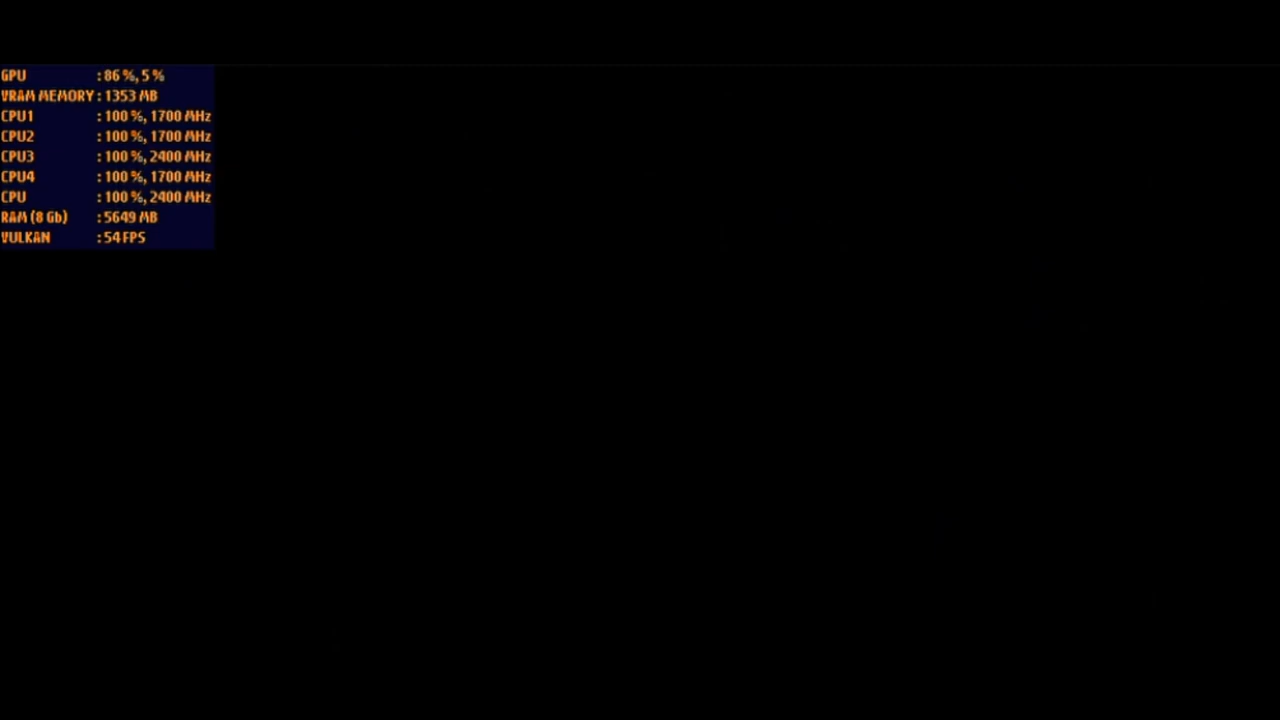 GPU : 86 %, 5 %
VRAM MEMORY : 1353 MB
CPU1 : 100 %, 1700 MHz
CPU2 : 100 %, 1700 MHz
CPU3 : 100 %, 2400 MHz
CPU4 : 100 %, 1700 MHz
CPU : 100 %, 2400 MHz
RAM (8 Gb) : 5649 MB
VULKAN : 54 FPS